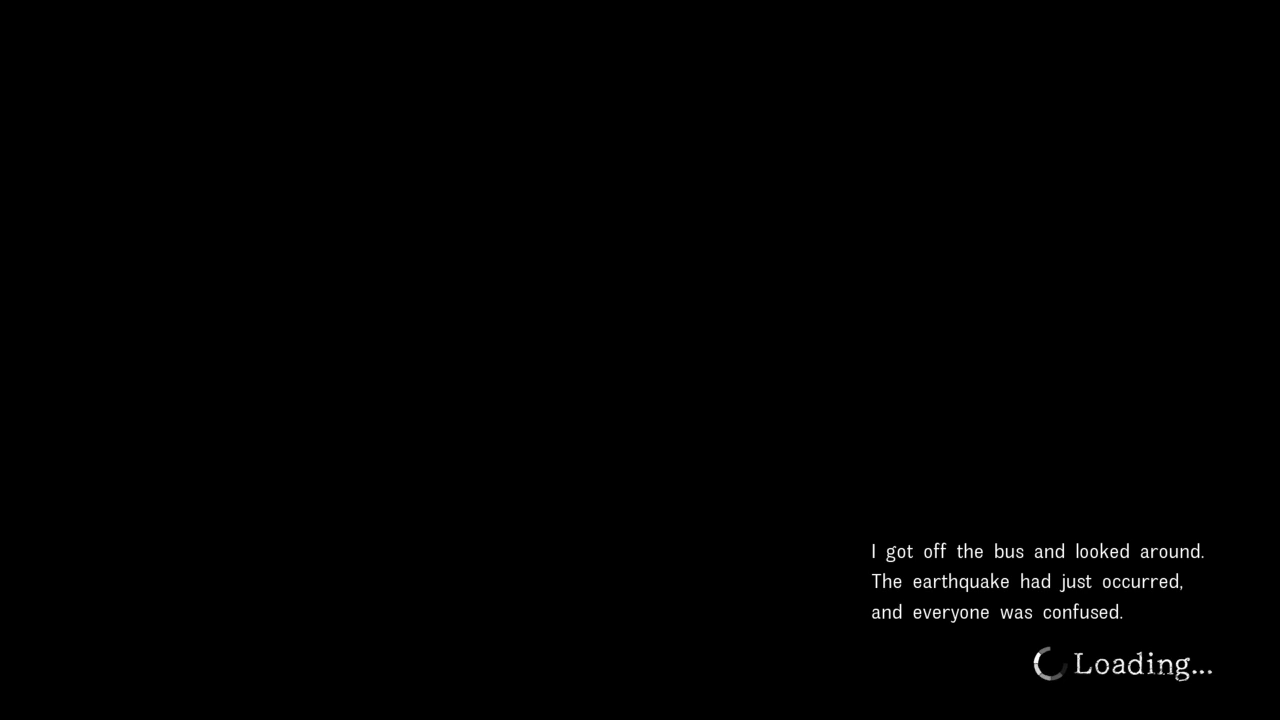 I got off the bus and looked around.
The earthquake had just occurred,
and everyone was confused.
Loading...